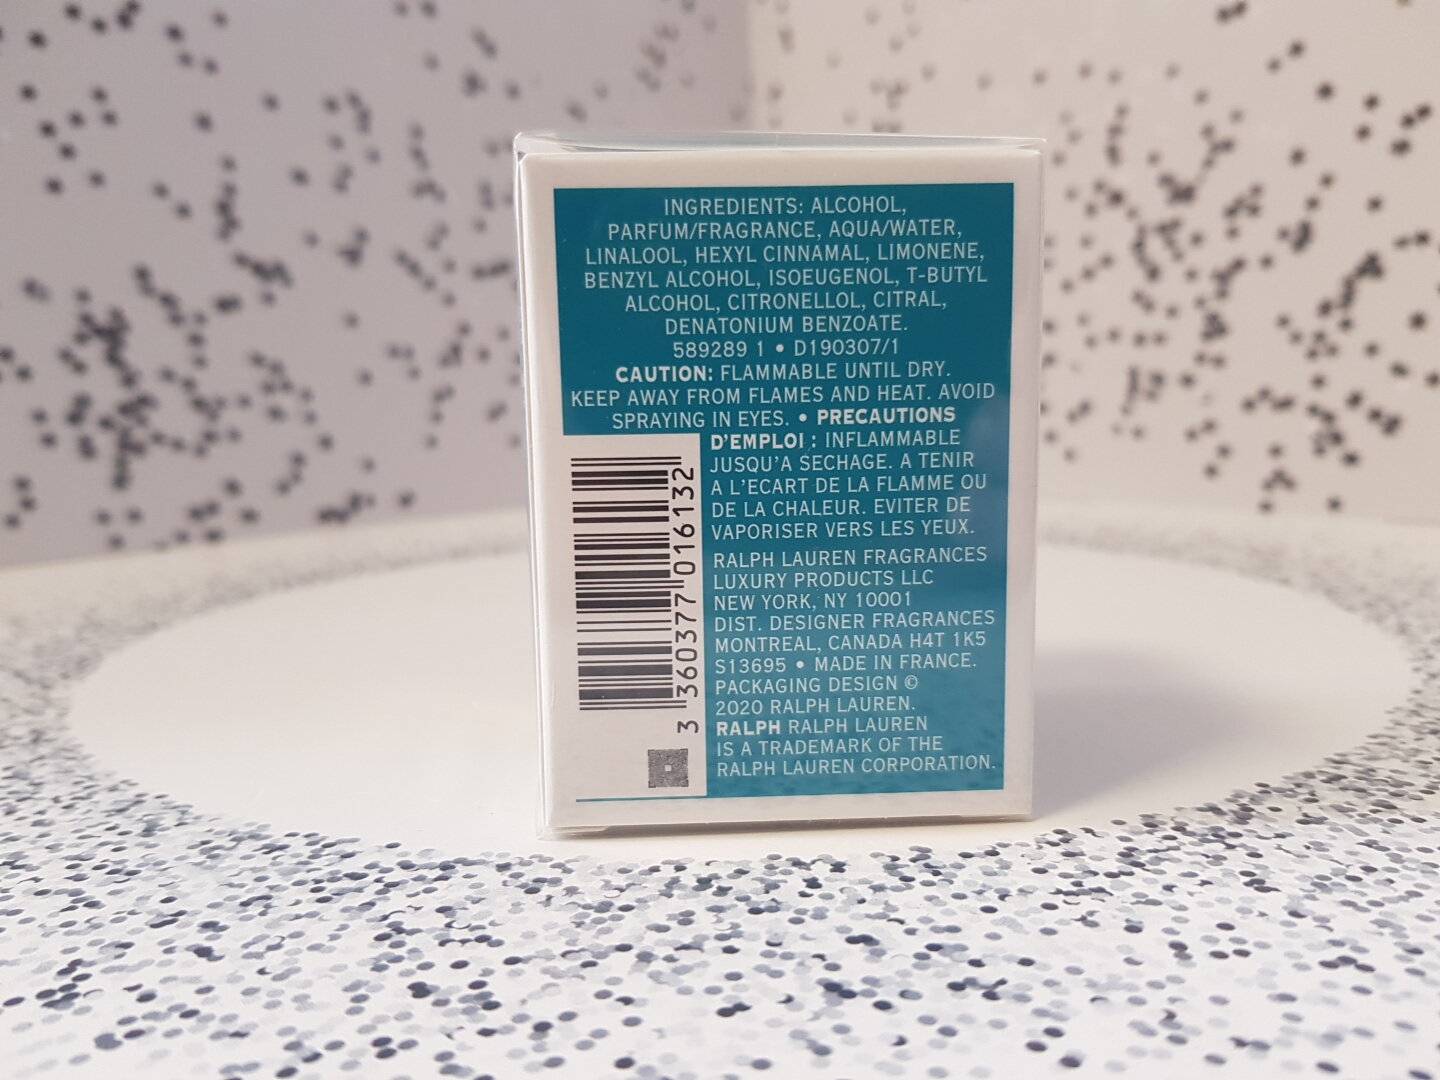 INGREDIENTS: ALCOHOL,
PARFUM/FRAGRANCE, AQUA/WATER,
LINALOOL, HEXYL CINNAMAL, LIMONENE,
BENZYL ALCOHOL, ISOEUGENOL, T-BUTYL
ALCOHOL, CITRONELLOL, CITRAL,
DENATONIUM BENZOATE.
589289 1 • D190307/1
CAUTION: FLAMMABLE UNTIL DRY.
KEEP AWAY FROM FLAMES AND HEAT. AVOID
SPRAYING IN EYES. • PRECAUTIONS
D'EMPLOI : INFLAMMABLE
JUSQU'A SECHAGE. A TENIR
A L'ECART DE LA FLAMME OU
DE LA CHALEUR. EVITER DE
VAPORISER VERS LES YEUX.
RALPH LAUREN FRAGRANCES
LUXURY PRODUCTS LLC
NEW YORK, NY 10001
DIST. DESIGNER FRAGRANCES
MONTREAL, CANADA H4T 1K5
S13695 • MADE IN FRANCE.
PACKAGING DESIGN ©
2020 RALPH LAUREN.
RALPH RALPH LAUREN
IS A TRADEMARK OF THE
RALPH LAUREN CORPORATION.
3 360377 016132